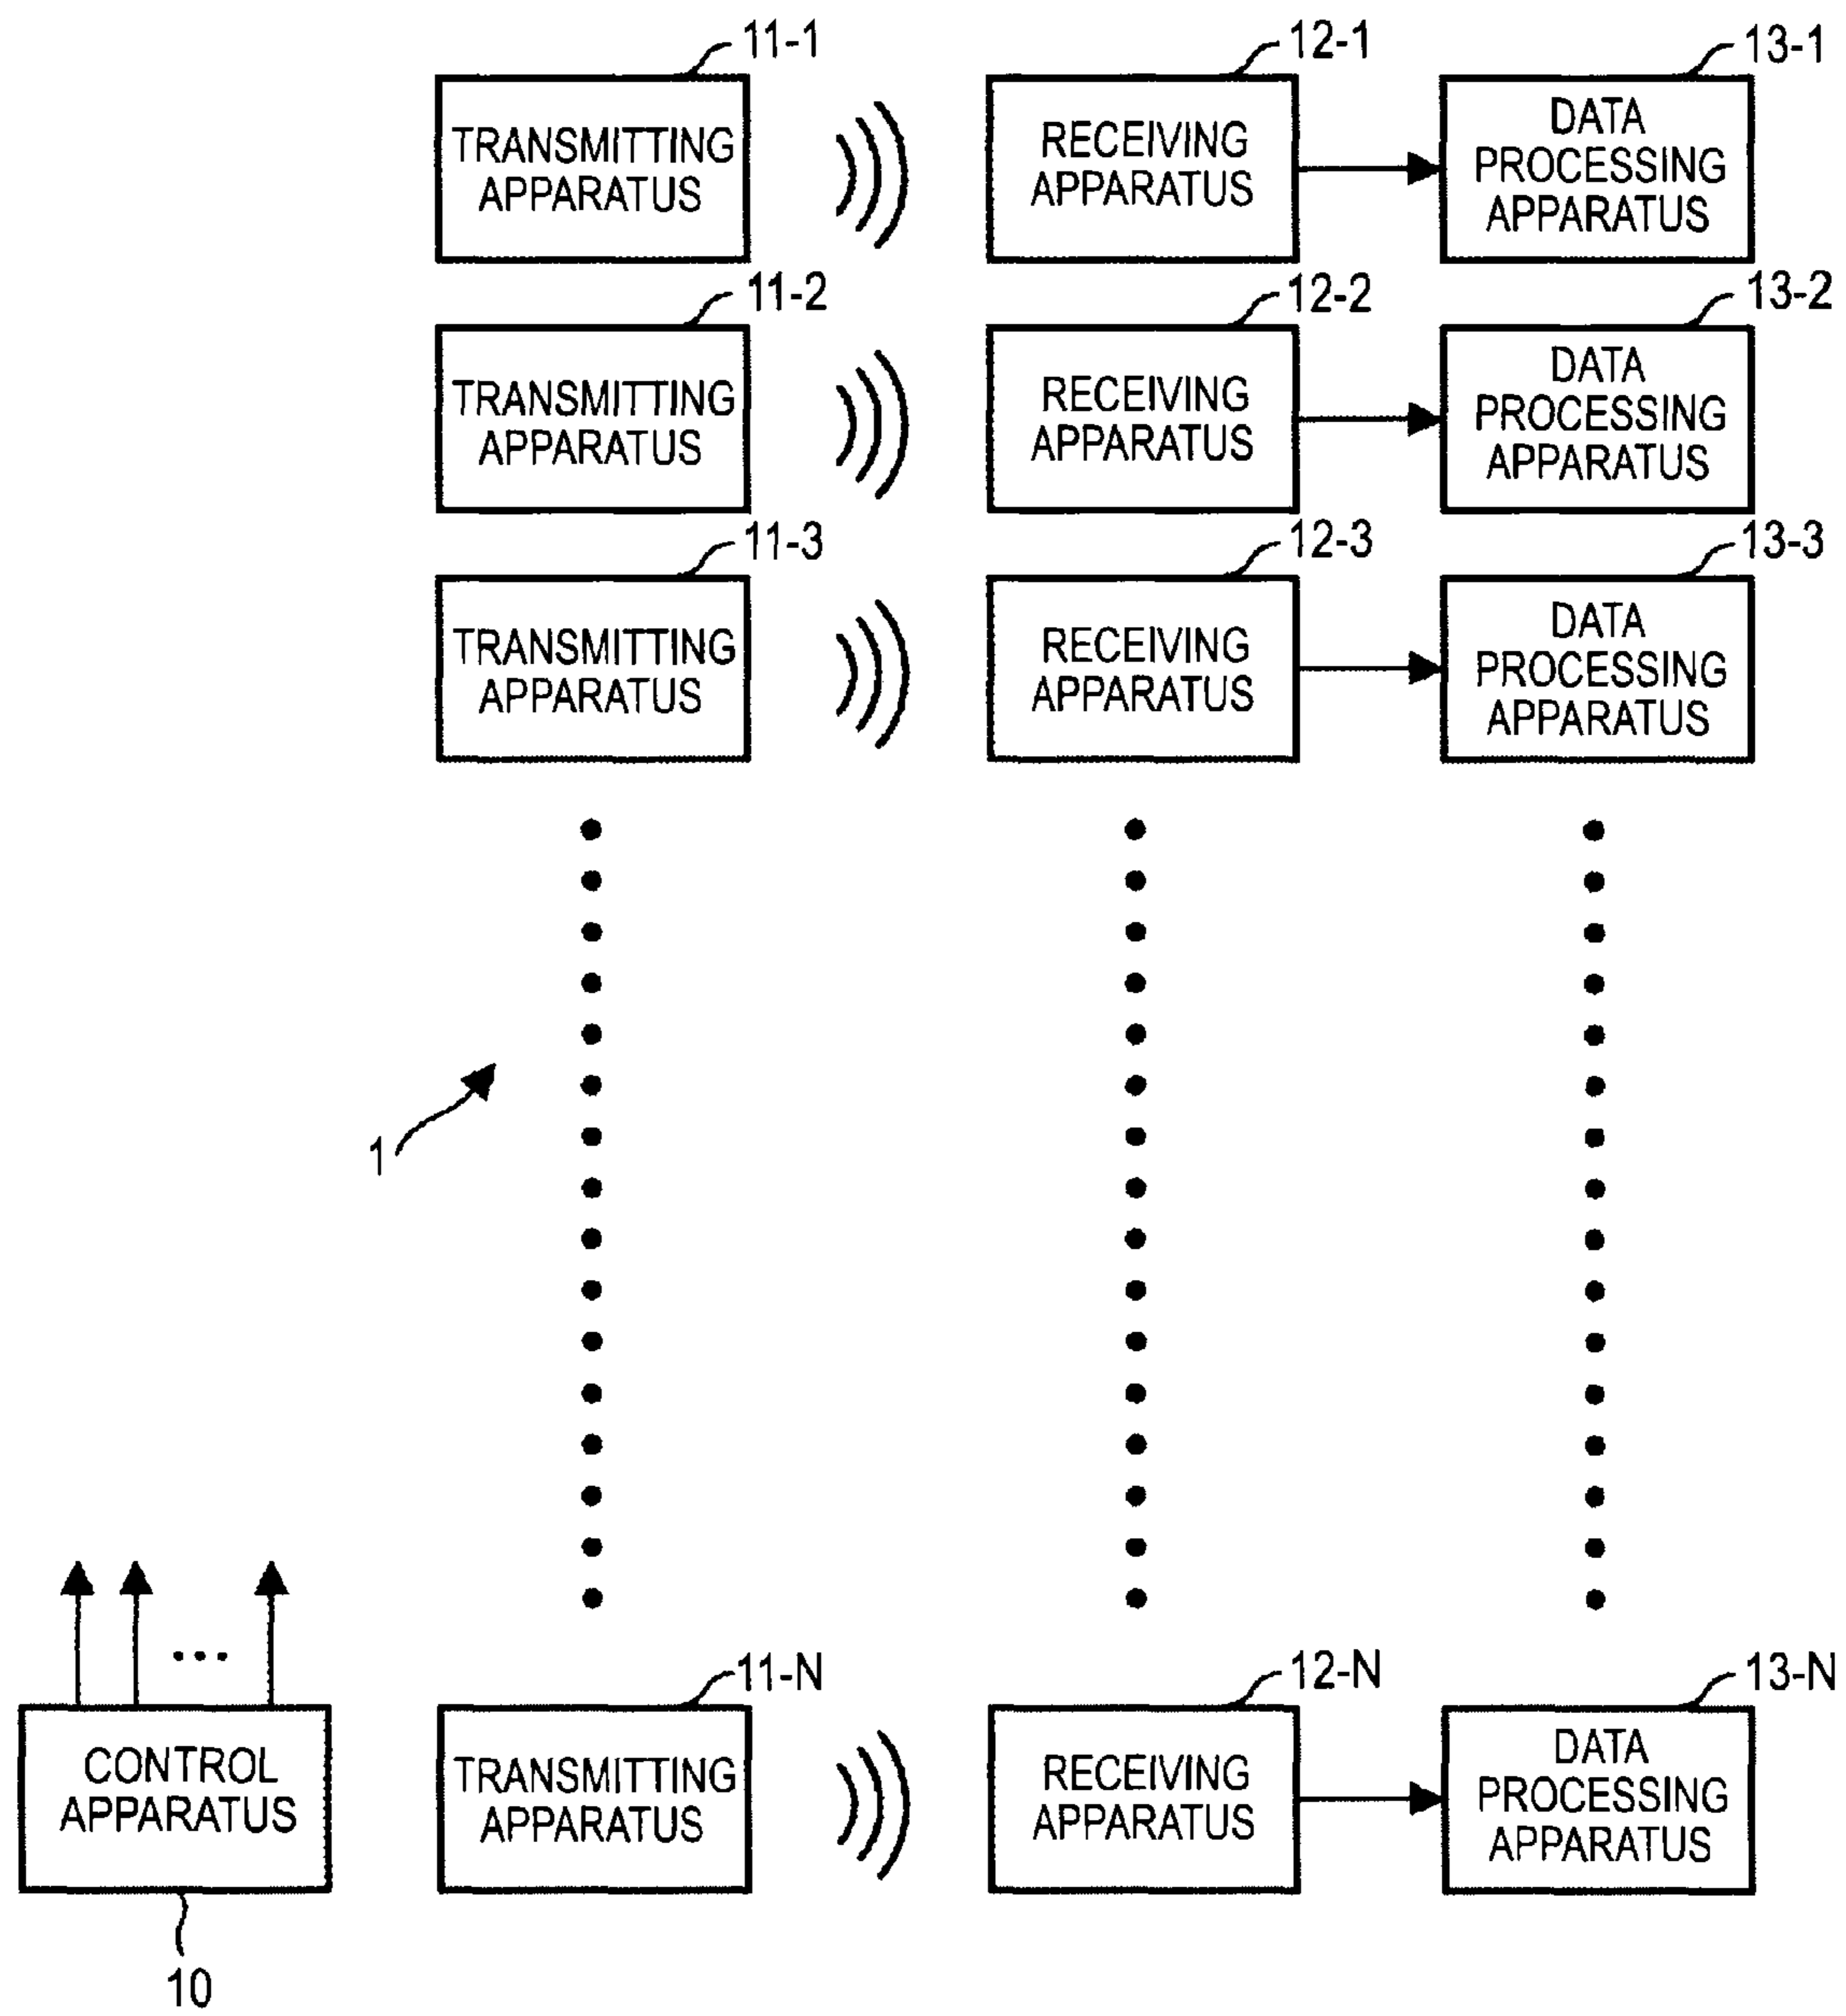 11-1
12-1
13-1
TRANSMITTING
APPARATUS
RECEIVING
APPARATUS
DATA
PROCESSING
APPARATUS
11-2
12-2
13-2
TRANSMITTING
APPARATUS
RECEIVING
APPARATUS
DATA
PROCESSING
APPARATUS
11-3
12-3
13-3
TRANSMITTING
APPARATUS
RECEIVING
APPARATUS
DATA
PROCESSING
APPARATUS
1
...
11-N
12-N
13-N
CONTROL
APPARATUS
TRANSMITTING
APPARATUS
RECEIVING
APPARATUS
DATA
PROCESSING
APPARATUS
10